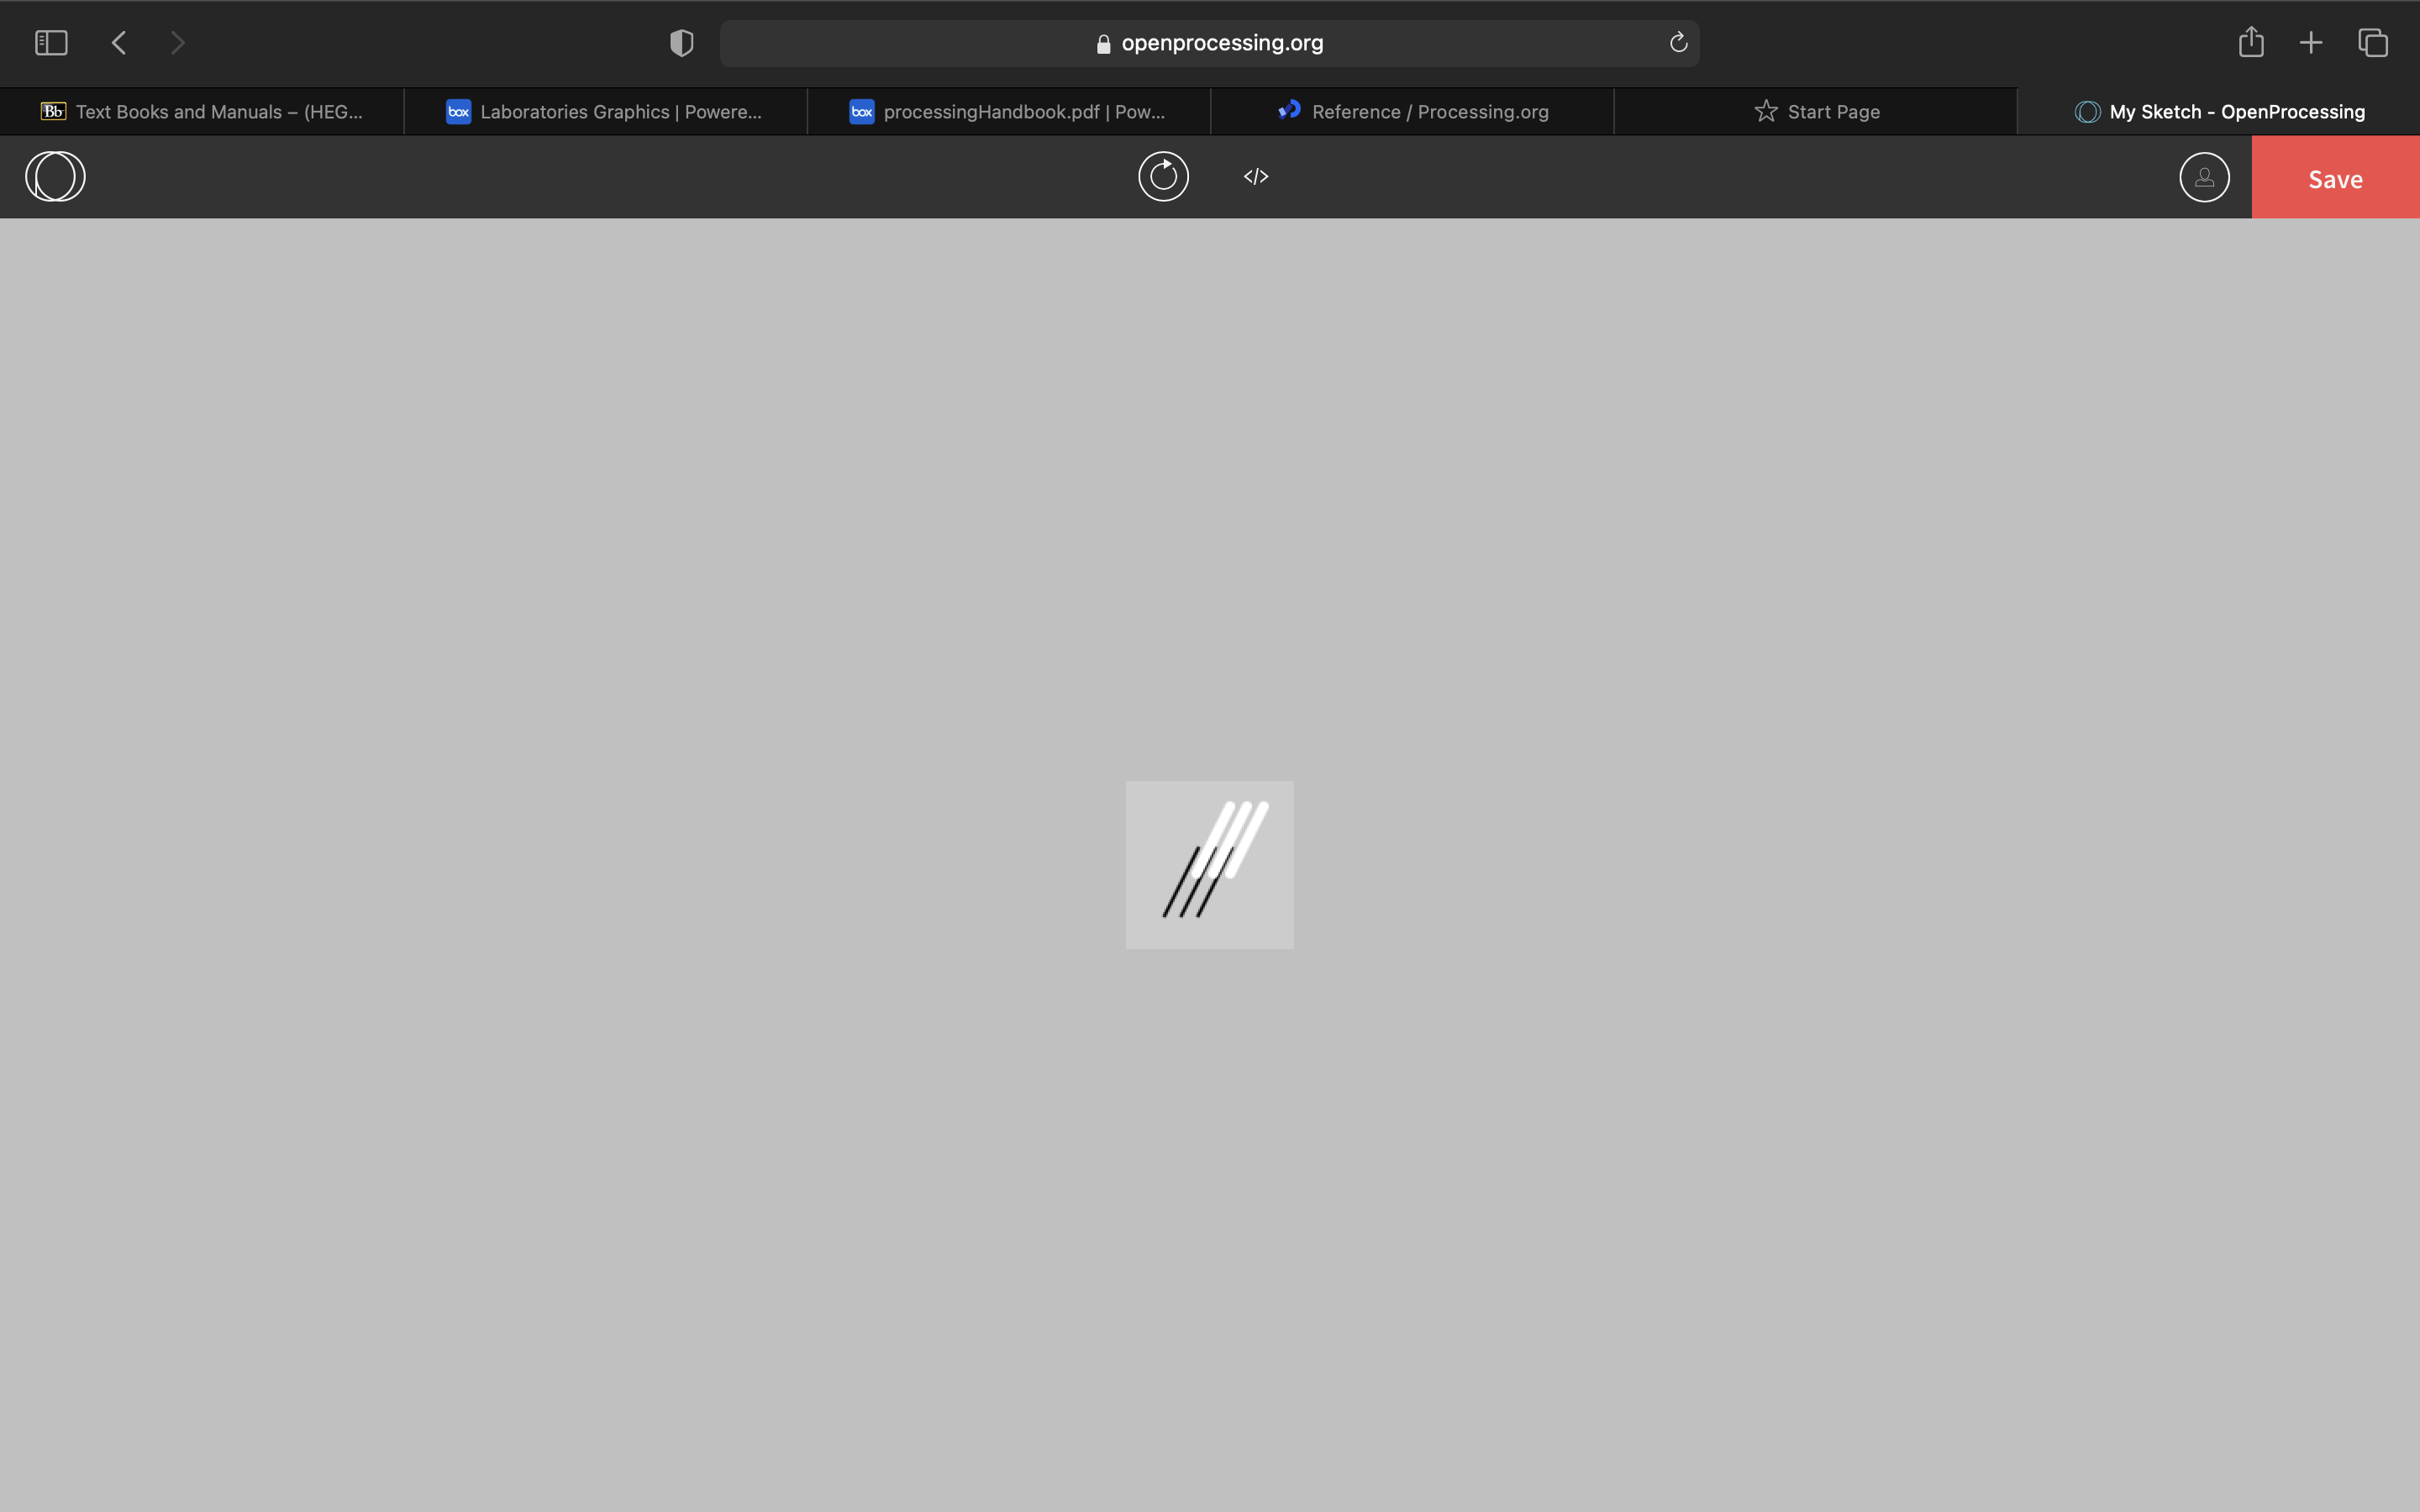 openprocessing.org
Bb Text Books and Manuals – (HEG...
box Laboratories Graphics | Powere...
box processingHandbook.pdf | Pow...
Reference / Processing.org
Start Page
My Sketch - OpenProcessing
</> Save